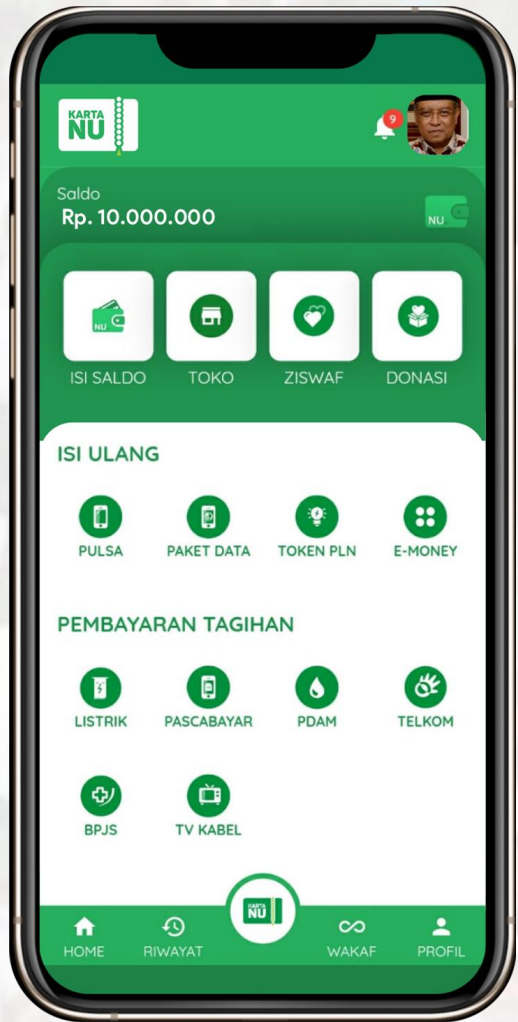 KARTA
NU
9
Saldo
Rp. 10.000.000
NU
NU
ISI SALDO TOKO ZISWAF DONASI
ISI ULANG
PULSA PAKET DATA TOKEN PLN E-MONEY
PEMBAYARAN TAGIHAN
LISTRIK PASCABAYAR PDAM TELKOM
BPJS TV KABEL
KARTA
NU
HOME RIWAYAT WAKAF PROFIL